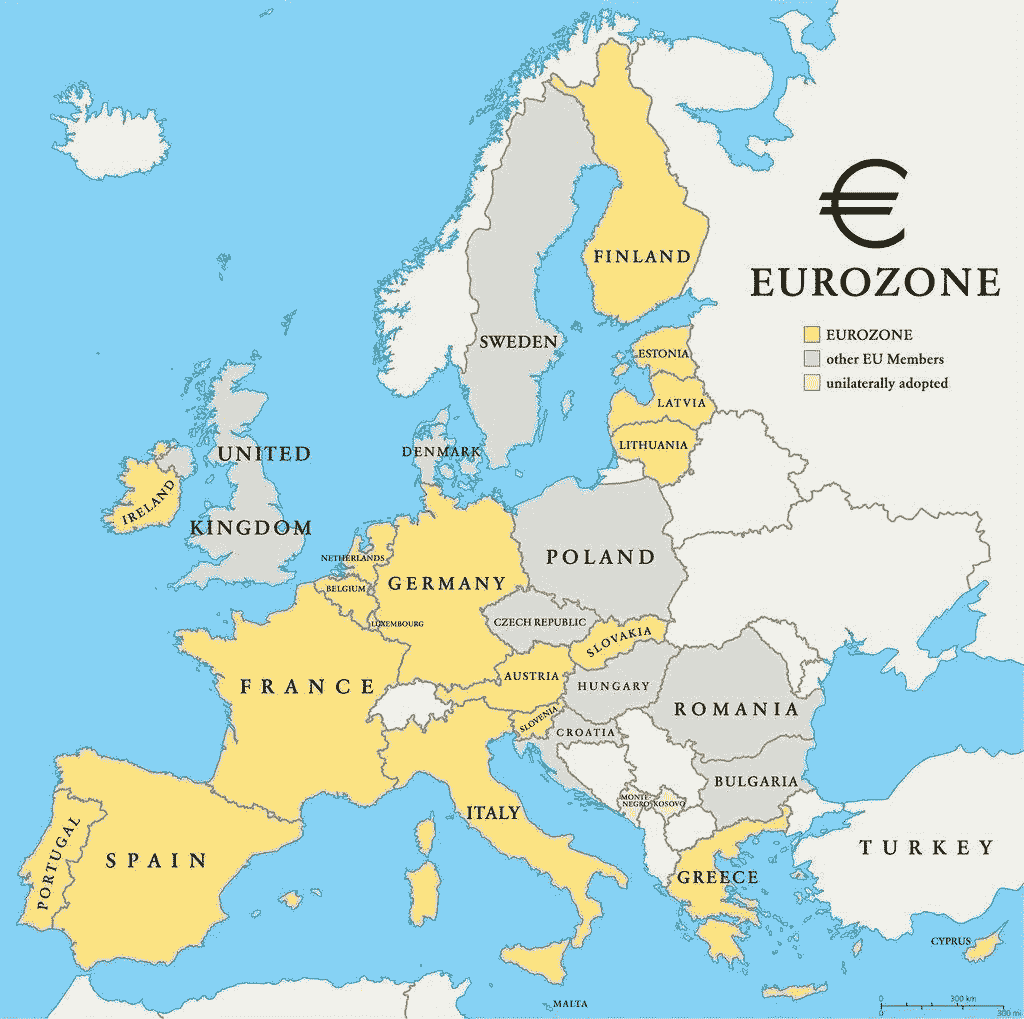 €
EUROZONE
EUROZONE
other EU Members
unilaterally adopted
FINLAND
SWEDEN
ESTONIA
LATVIA
LITHUANIA
DENMARK
UNITED
KINGDOM
IRELAND
NETHERLANDS
BELGIUM
LUXEMBOURG
GERMANY
POLAND
CZECH REPUBLIC
SLOVAKIA
AUSTRIA
HUNGARY
FRANCE
SLOVENIA
CROATIA
ROMANIA
BULGARIA
MONTE-
NEGRO
KOSOVO
ITALY
PORTUGAL
SPAIN
GREECE
TURKEY
CYPRUS
MALTA
0 300 km
0 300 mi